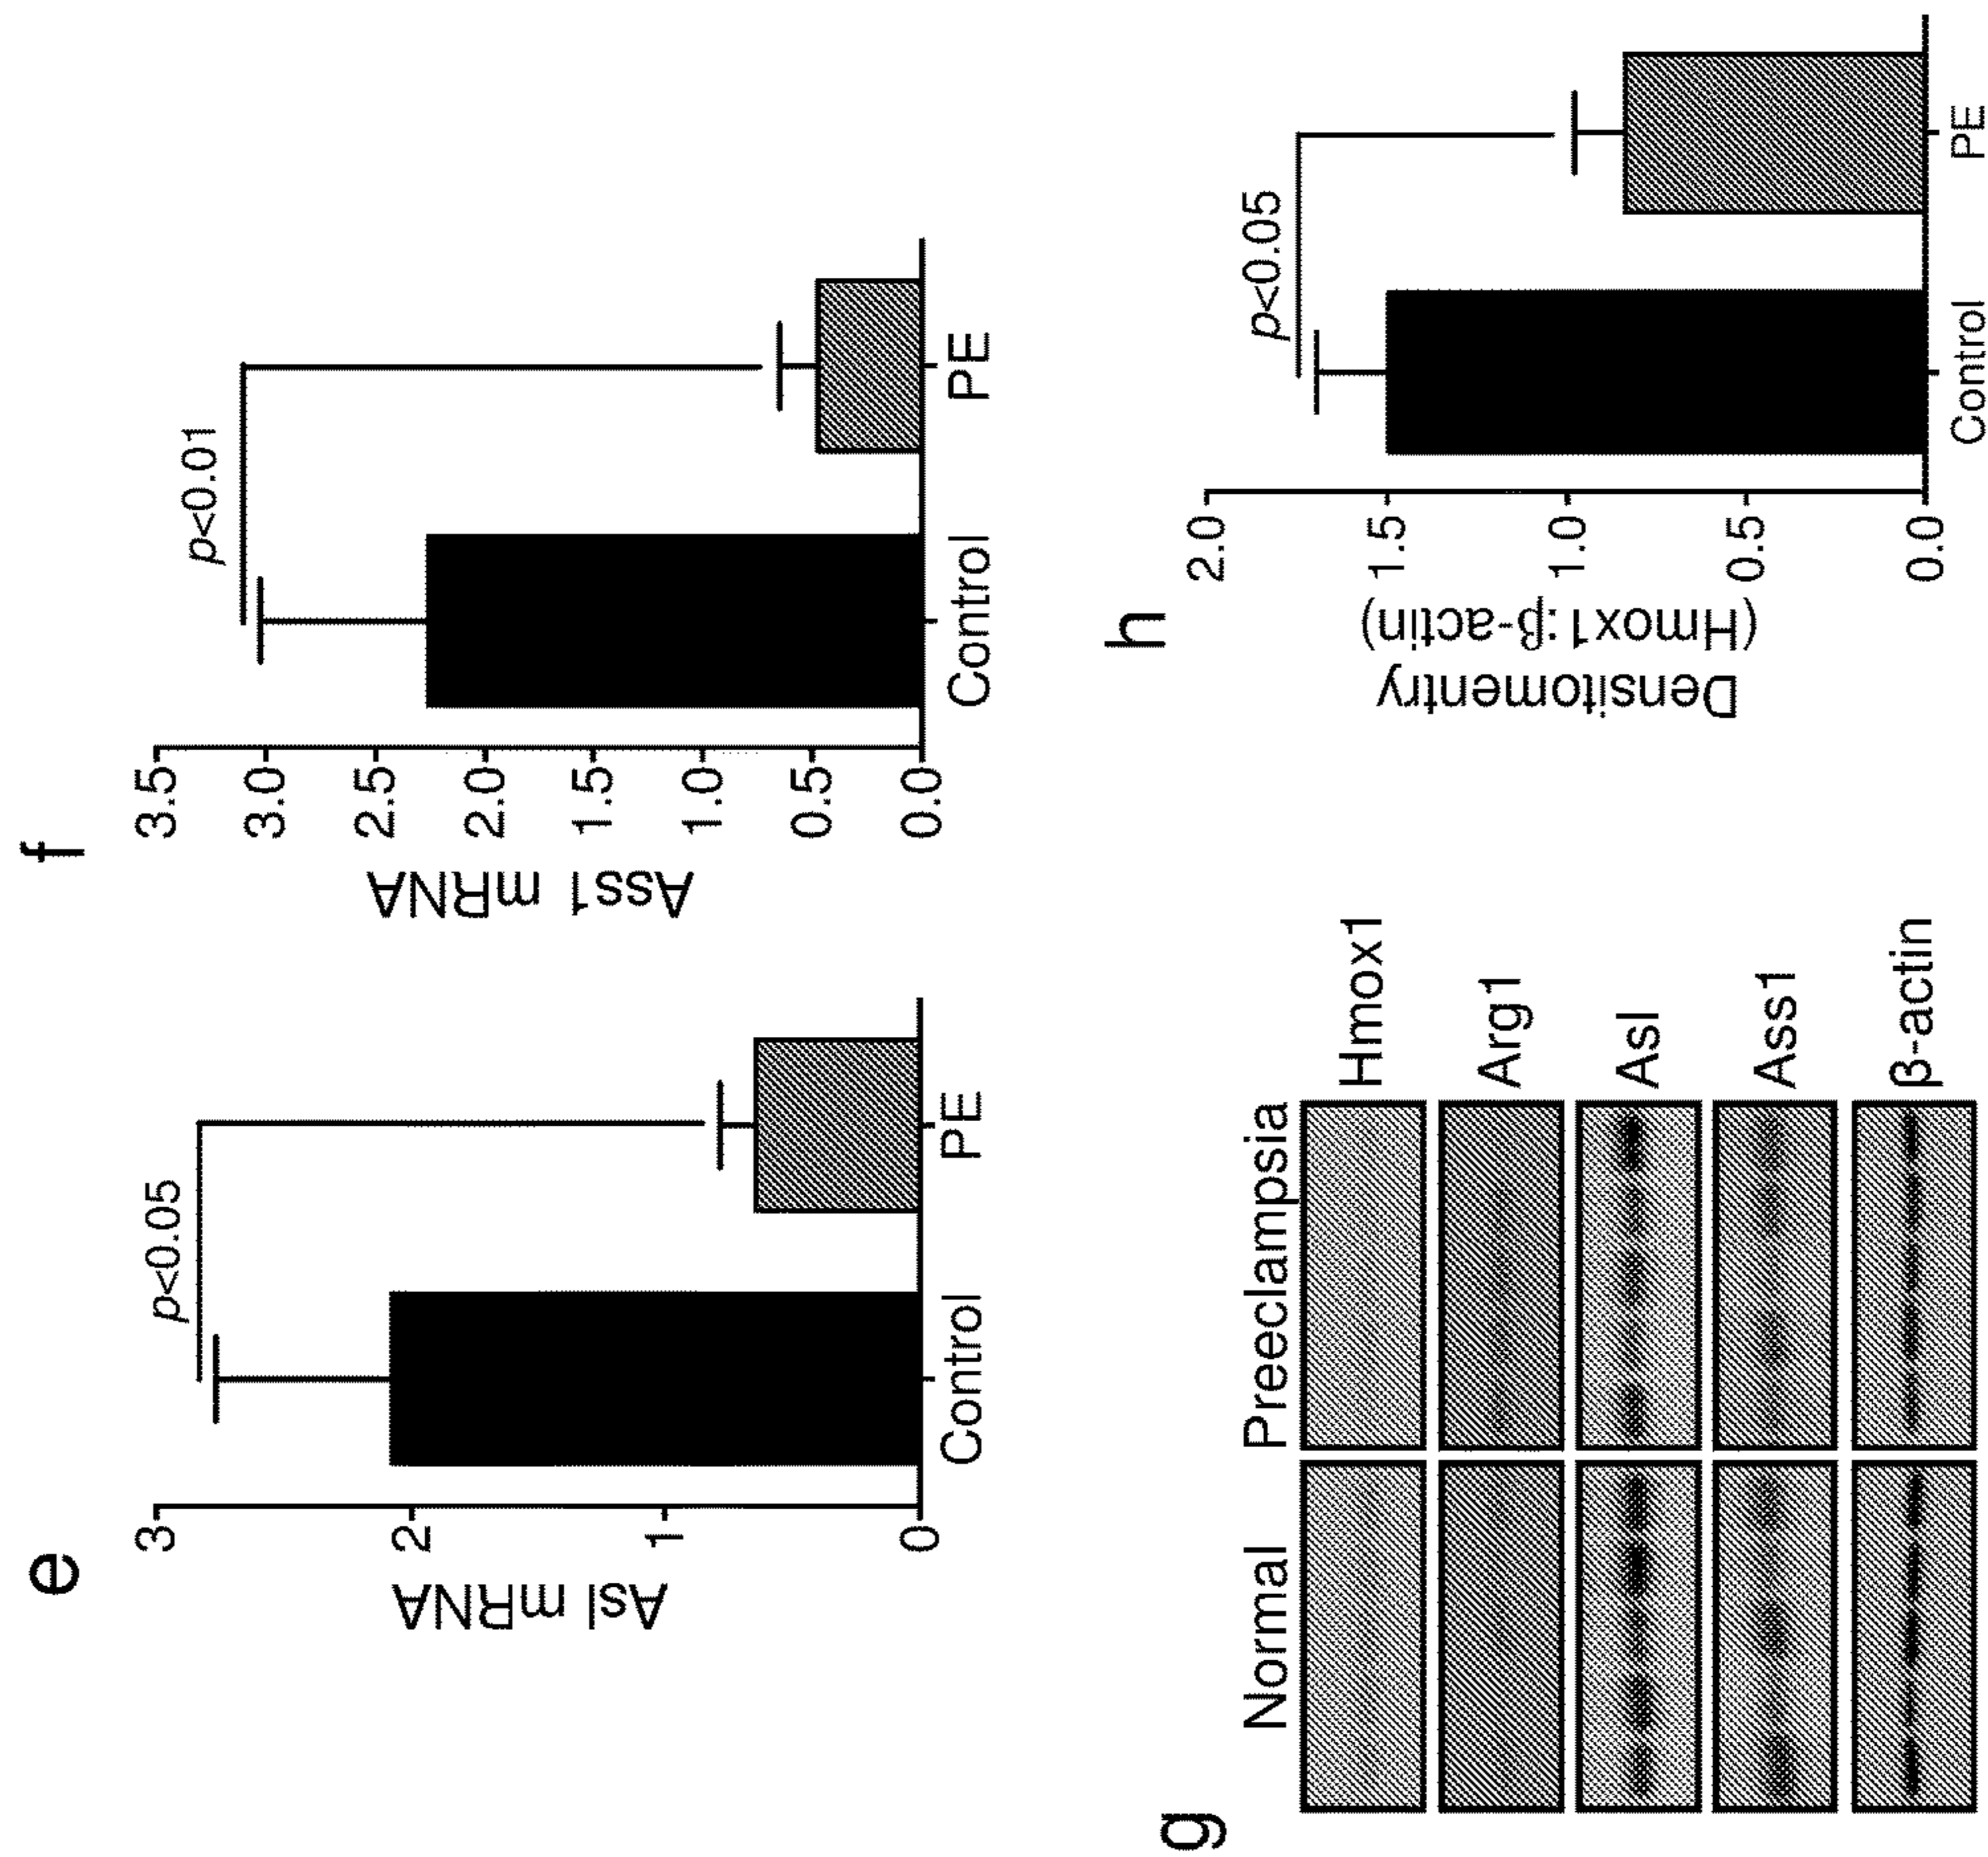 e
Asl mRNA
3
2
1
0
p<0.05
Control
PE
f
Ass1 mRNA
3.5
3.0
2.5
2.0
1.5
1.0
0.5
0.0
p<0.01
Control
PE
g
Normal
Preeclampsia
Hmox1
Arg1
Asl
Ass1
β-actin
h
Densitomentry
(Hmox1:β-actin)
2.0
1.5
1.0
0.5
0.0
p<0.05
Control
PE